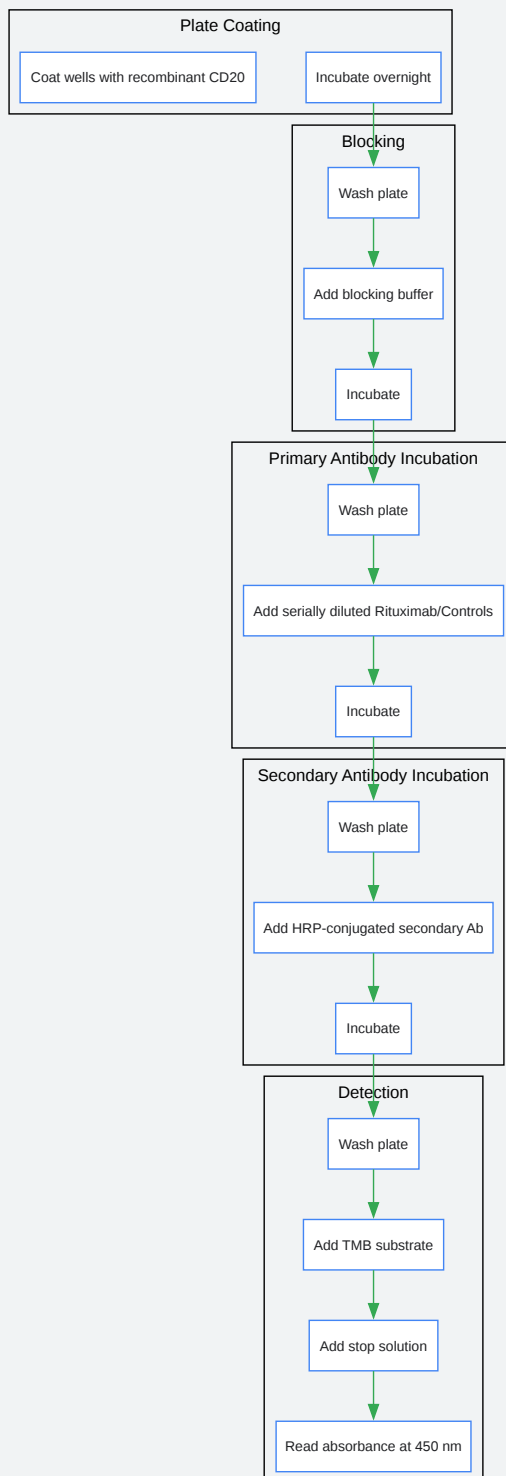 Plate Coating
Coat wells with recombinant CD20
Incubate overnight
Blocking
Wash plate
Add blocking buffer
Incubate
Primary Antibody Incubation
Wash plate
Add serially diluted Rituximab/Controls
Incubate
Secondary Antibody Incubation
Wash plate
Add HRP-conjugated secondary Ab
Incubate
Detection
Wash plate
Add TMB substrate
Add stop solution
Read absorbance at 450 nm